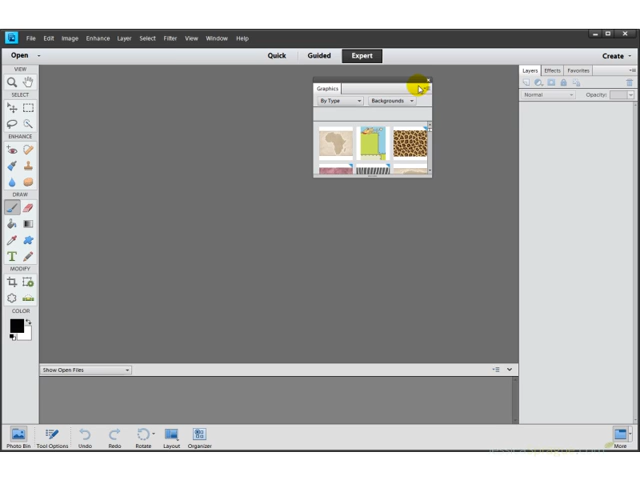 File Edit Image Enhance Layer Select Filter View Window Help
Open Quick Guided Expert Create
VIEW
SELECT
ENHANCE
DRAW
MODIFY
COLOR
Graphics
By Type Backgrounds
Layers Effects Favorites
Normal Opacity:
Show Open Files
Photo Bin Tool Options Undo Redo Rotate Layout Organizer More